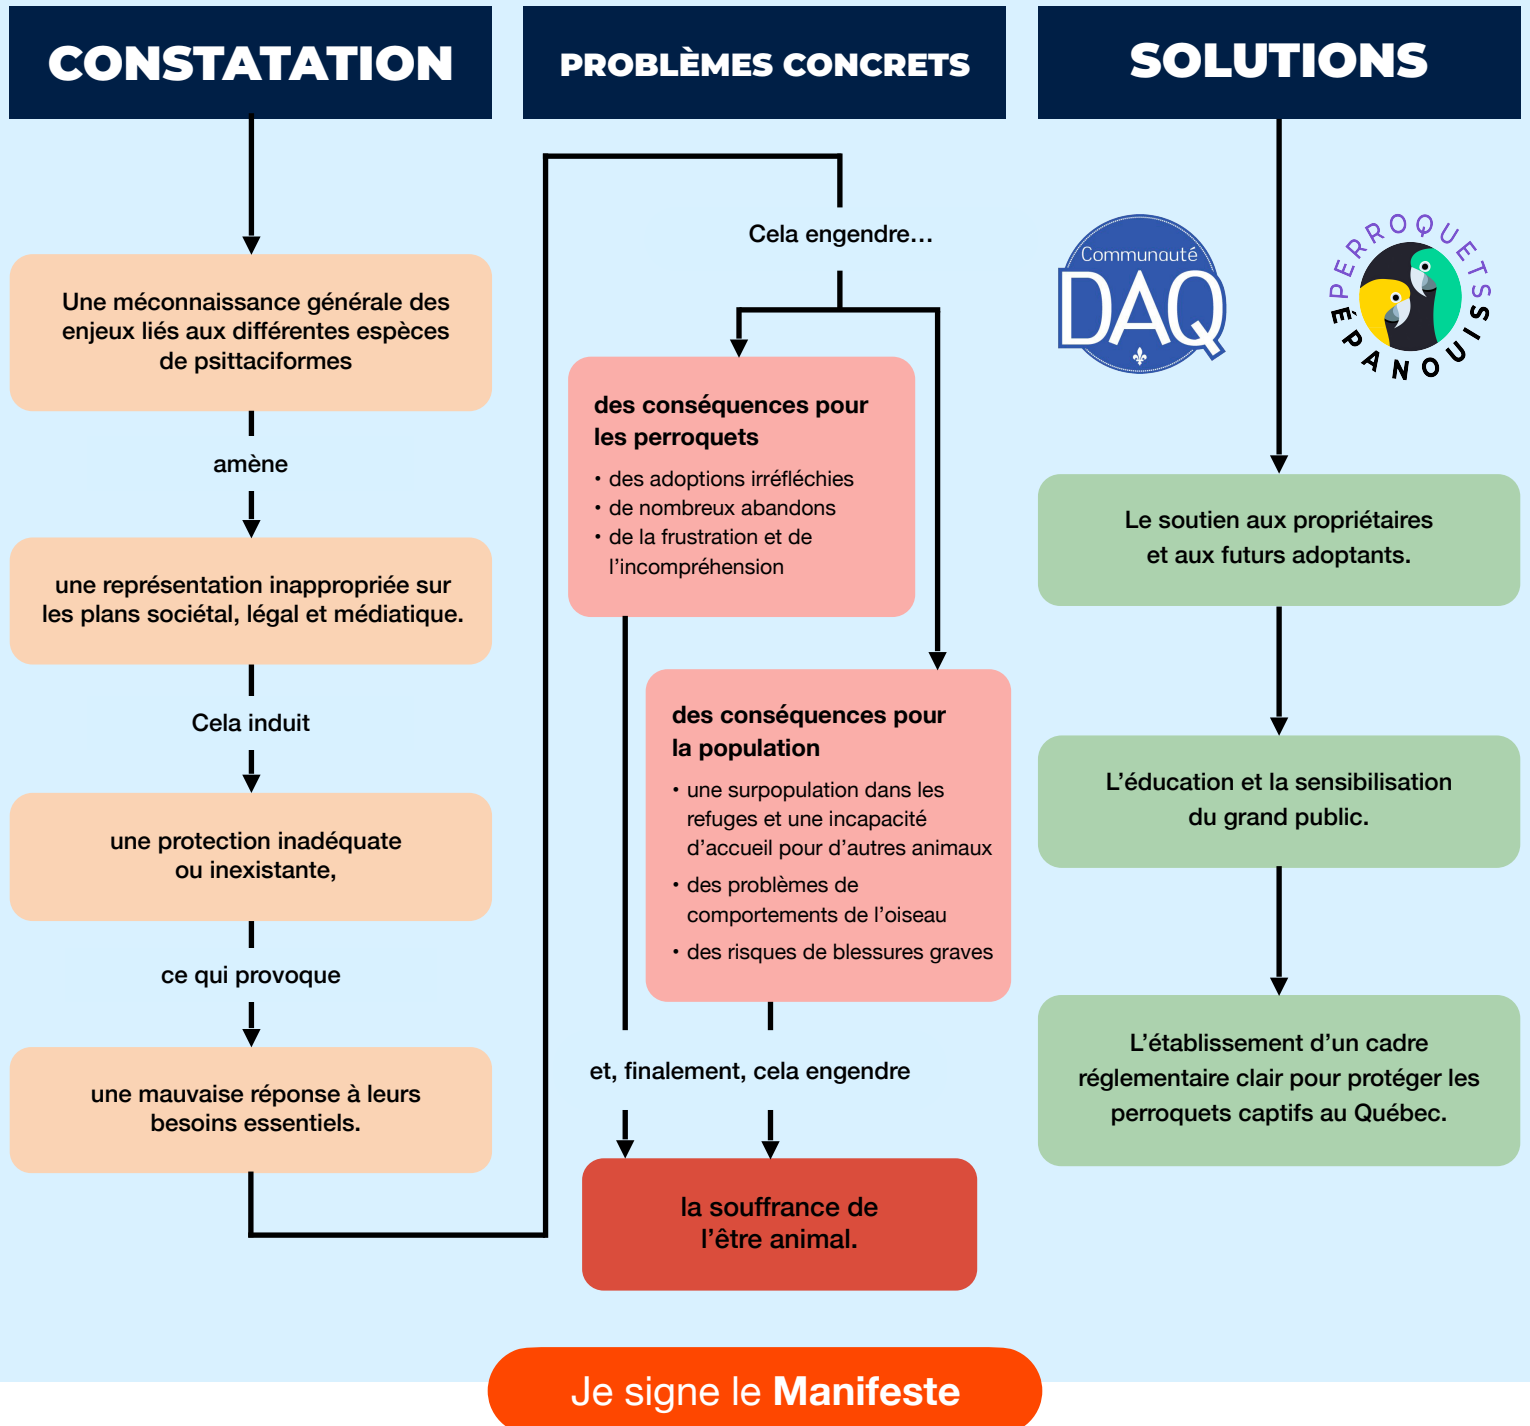 CONSTATATION
Une méconnaissance générale des
enjeux liés aux différentes espèces
de psittaciformes
amène
une représentation inappropriée sur
les plans sociétal, légal et médiatique.
Cela induit
une protection inadéquate
ou inexistante,
ce qui provoque
une mauvaise réponse à leurs
besoins essentiels.
PROBLÈMES CONCRETS
Cela engendre...
des conséquences pour
les perroquets
• des adoptions irréfléchies
• de nombreux abandons
• de la frustration et de
l'incompréhension
des conséquences pour
la population
• une surpopulation dans les
refuges et une incapacité
d'accueil pour d'autres animaux
• des problèmes de
comportements de l'oiseau
• des risques de blessures graves
et, finalement, cela engendre
la souffrance de
l'être animal.
SOLUTIONS
Communauté
DAQ
PERROQUETS
ÉPANOUIS
Le soutien aux propriétaires
et aux futurs adoptants.
L'éducation et la sensibilisation
du grand public.
L'établissement d'un cadre
réglementaire clair pour protéger les
perroquets captifs au Québec.
Je signe le Manifeste